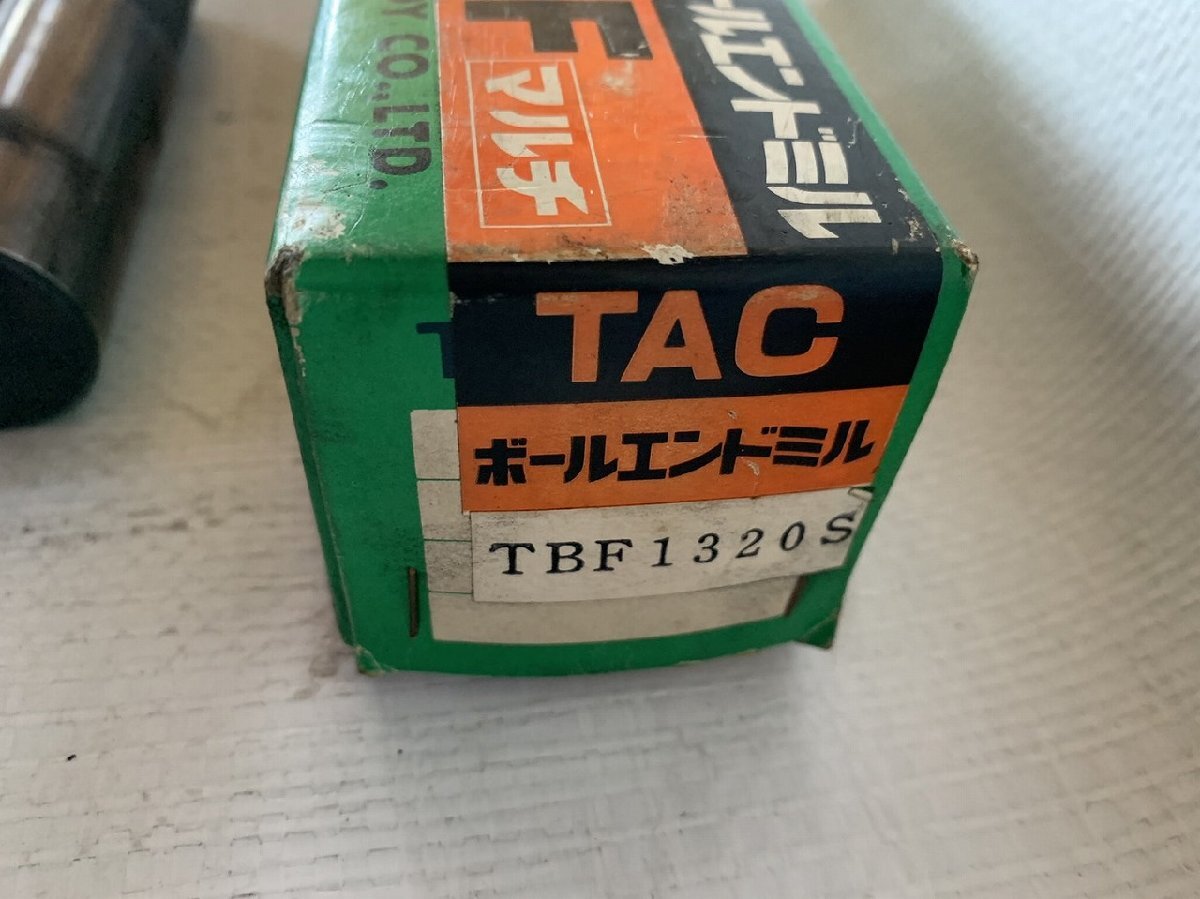 CO.,LTD.
F
マルチ
ールエンドミル
TAC
ボールエンドミル
TBF1320S